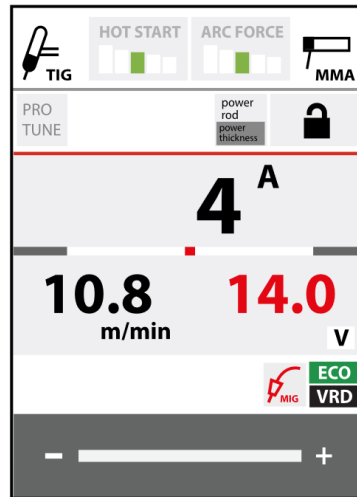 HOT START
ARC FORCE
TIG
MMA
PRO
TUNE
power
rod
power
thickness
4 A
10.8
m/min
14.0
V
MIG
ECO
VRD
- +